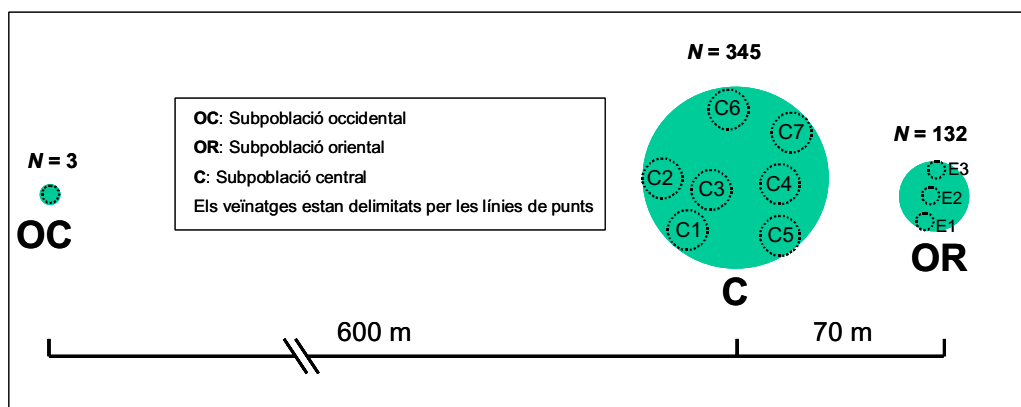 N = 345
OC: Subpoblació occidental
OR: Subpoblació oriental
C: Subpoblació central
Els veïnatges estan delimitats per les línies de punts
N = 3
OC
C6
C7
C2
C3
C4
C1
C5
C
N = 132
E3
E2
E1
OR
600 m
70 m